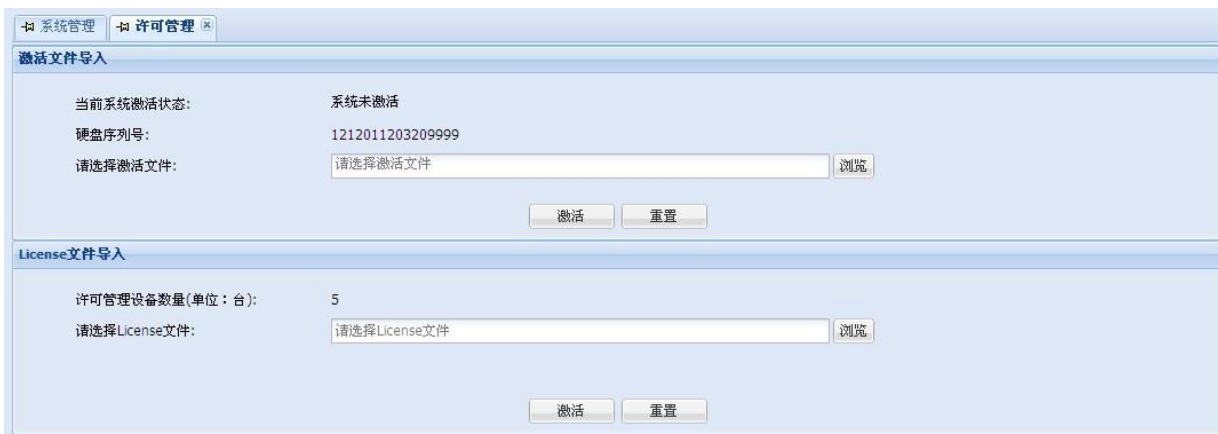 系统管理 许可管理
激活文件导入
当前系统激活状态: 系统未激活
硬盘序列号: 1212011203209999
请选择激活文件: 请选择激活文件 浏览
激活 重置
License文件导入
许可管理设备数量(单位：台): 5
请选择License文件: 请选择License文件 浏览
激活 重置